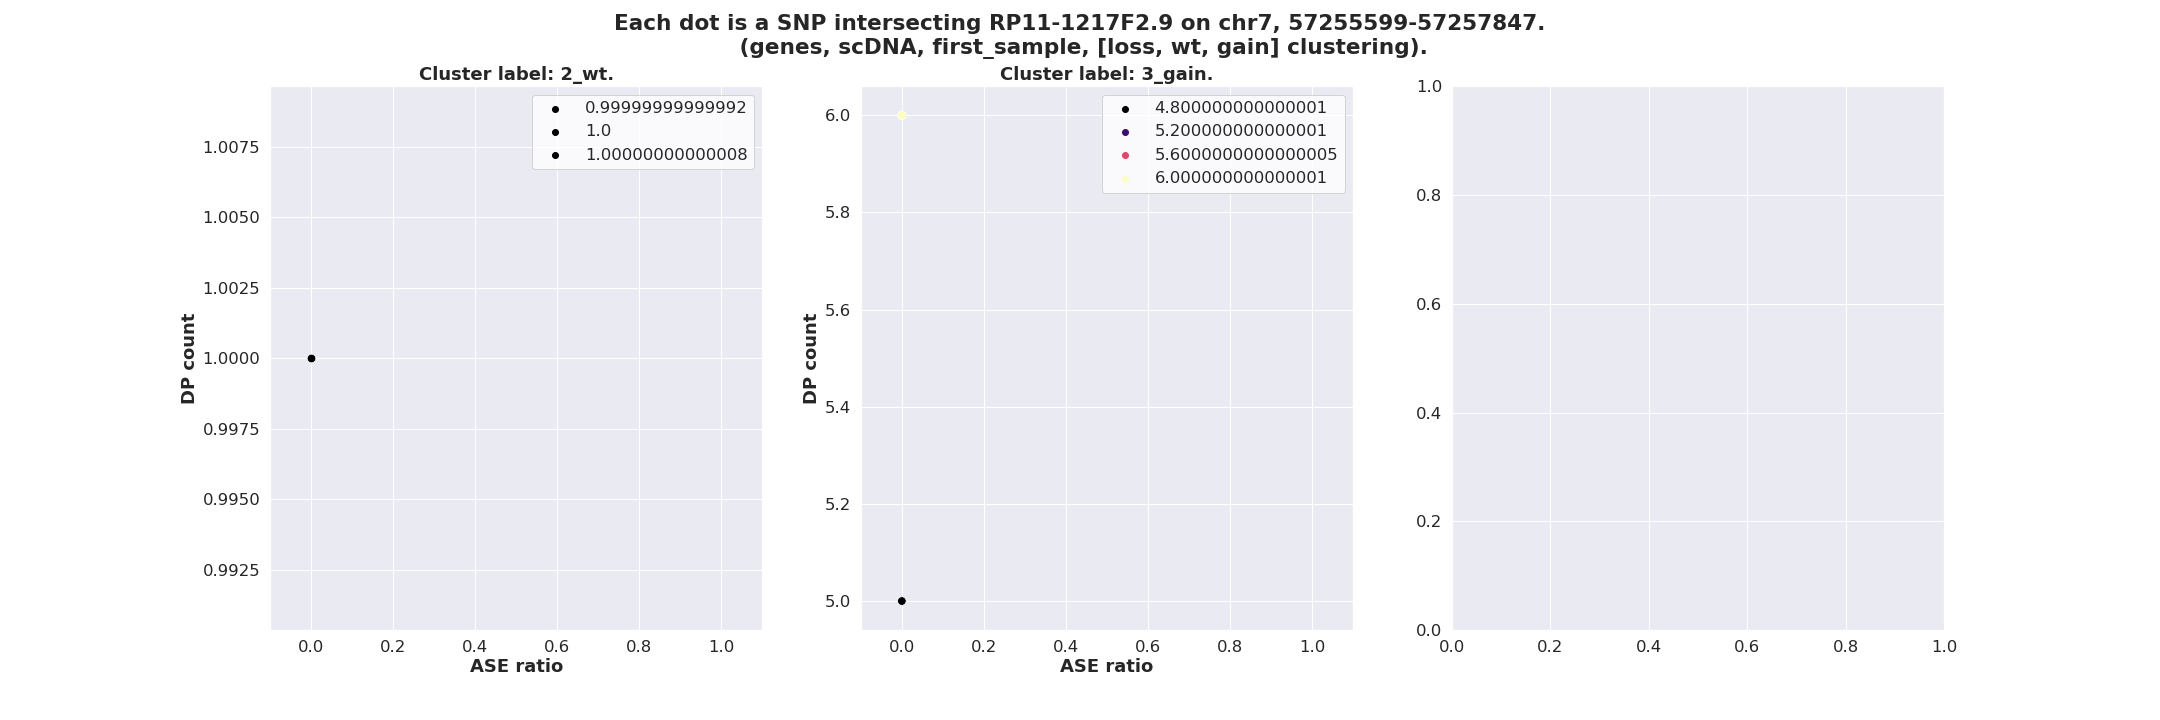 Each dot is a SNP intersecting RP11-1217F2.9 on chr7, 57255599-57257847.
(genes, scDNA, first_sample, [loss, wt, gain] clustering).
Cluster label: 2_wt.
0.99999999999992
1.0
1.00000000000008
1.0075
1.0050
1.0025
1.0000
0.9975
0.9950
0.9925
DP count
0.0 0.2 0.4 0.6 0.8 1.0
ASE ratio
Cluster label: 3_gain.
4.800000000000001
5.200000000000001
5.6000000000000005
6.000000000000001
6.0
5.8
5.6
5.4
5.2
5.0
DP count
0.0 0.2 0.4 0.6 0.8 1.0
ASE ratio
1.0
0.8
0.6
0.4
0.2
0.0
0.0 0.2 0.4 0.6 0.8 1.0